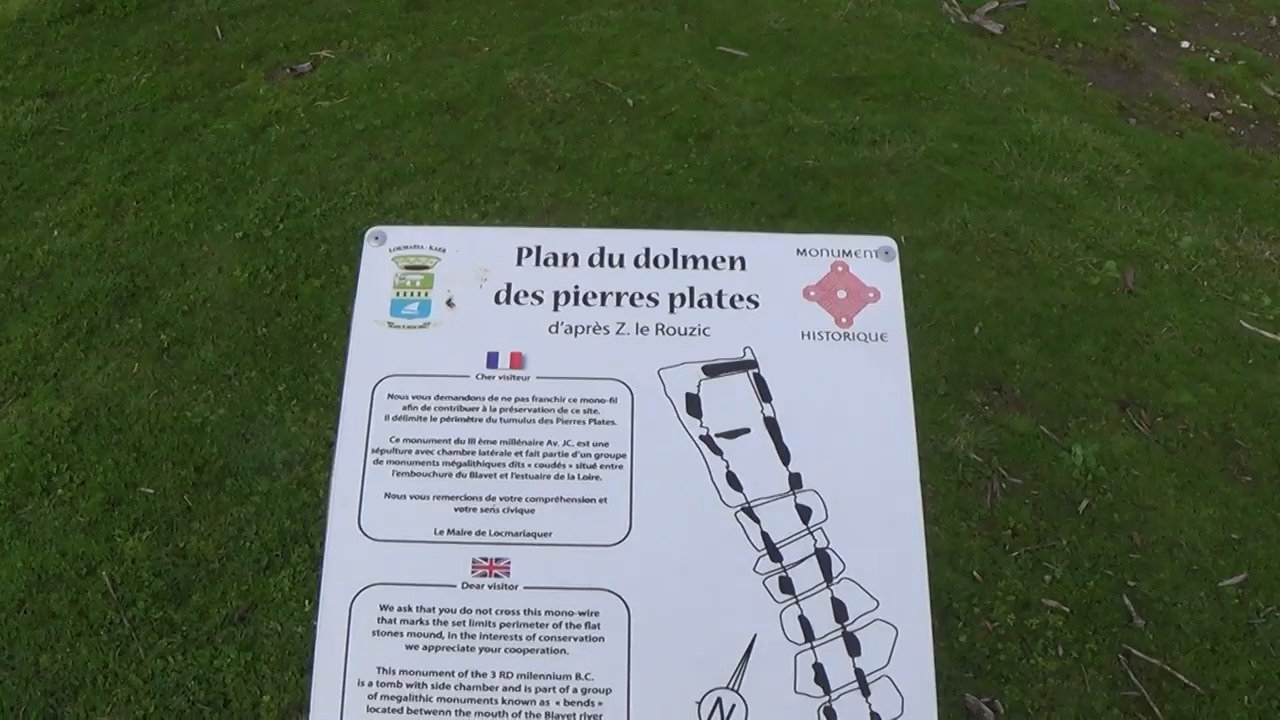 LOCMARIA - KAER
Plan du dolmen
des pierres plates
d'après Z. le Rouzic
MONUMENT
HISTORIQUE
Cher visiteur
Nous vous demandons de ne pas franchir ce mono-fil
afin de contribuer à la préservation de ce site.
Il délimite le périmètre du tumulus des Pierres Plates.
Ce monument du III ème millénaire Av. JC. est une
sépulture avec chambre latérale et fait partie d'un groupe
de monuments mégalithiques dits « coudés » situé entre
l'embouchure du Blavet et l'estuaire de la Loire.
Nous vous remercions de votre compréhension et
votre sens civique
Le Maire de Locmariaquer
Dear visitor
We ask that you do not cross this mono-wire
that marks the set limits perimeter of the flat
stones mound, in the interests of conservation
we appreciate your cooperation.
This monument of the 3 RD milennium B.C.
is a tomb with side chamber and is part of a group
of megalithic monuments known as « bends »
located betwenn the mouth of the Blavet river
N